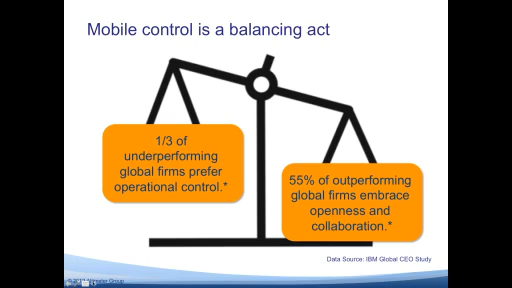 Mobile control is a balancing act
1/3 of
underperforming
global firms prefer
operational control.*
55% of outperforming
global firms embrace
openness and
collaboration.*
Data Source: IBM Global CEO Study
Group